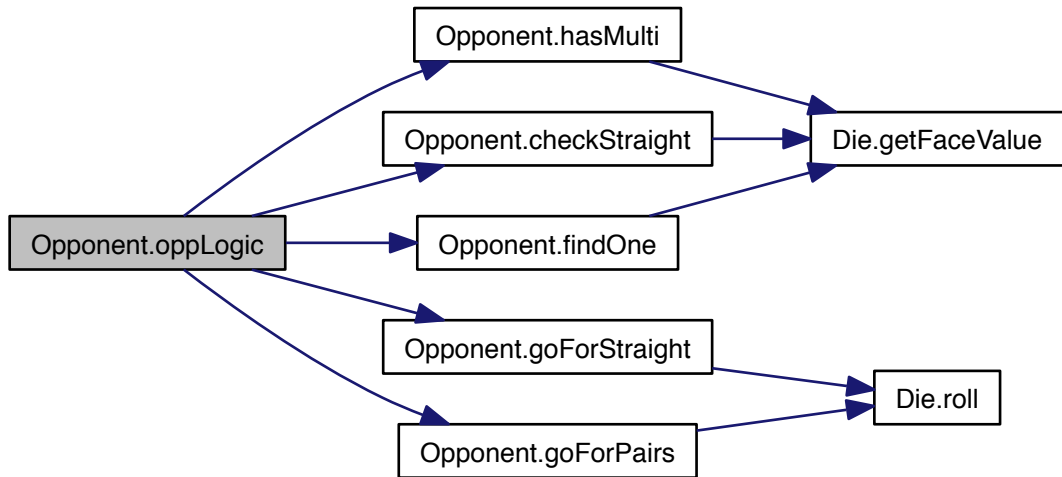 Opponent.hasMulti
Opponent.checkStraight
Die.getFaceValue
Opponent.oppLogic
Opponent.findOne
Opponent.goForStraight
Die.roll
Opponent.goForPairs